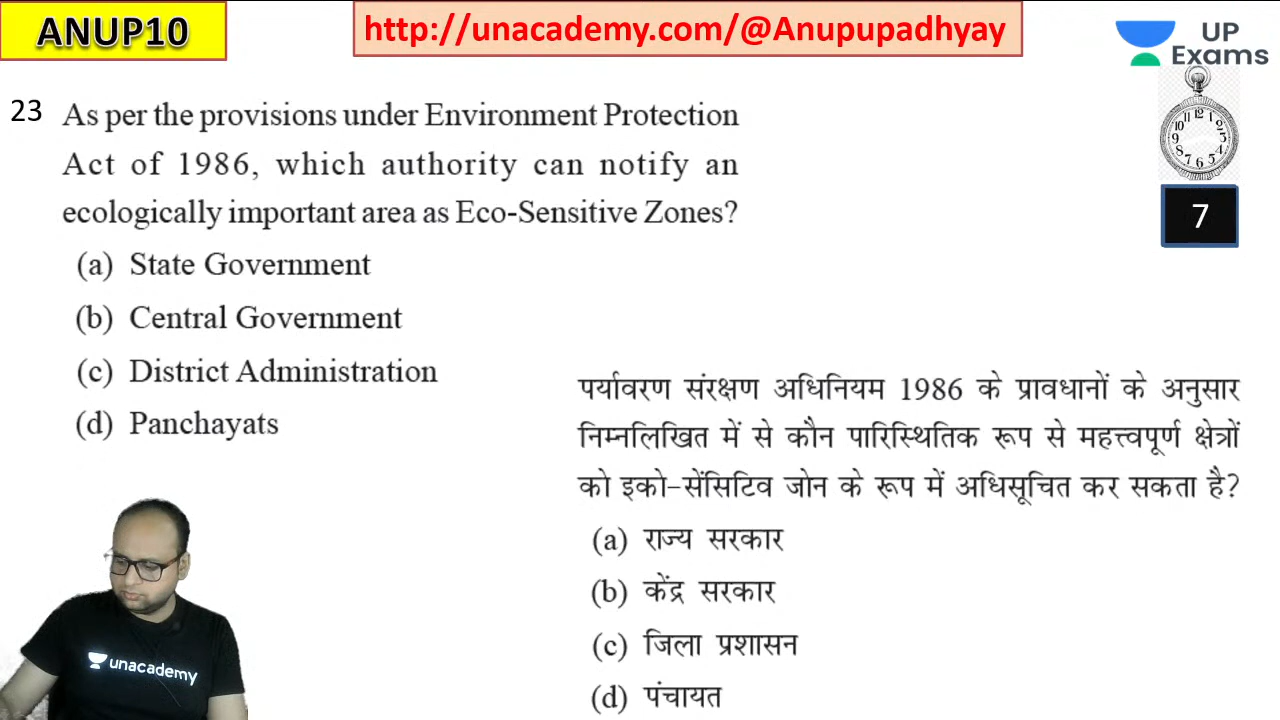 ANUP10
http://unacademy.com/@Anupupadhyay
UP
Exams
23 As per the provisions under Environment Protection
Act of 1986, which authority can notify an
ecologically important area as Eco-Sensitive Zones?
(a) State Government
(b) Central Government
(c) District Administration
(d) Panchayats
7
पर्यावरण संरक्षण अधिनियम 1986 के प्रावधानों के अनुसार
निम्नलिखित में से कौन पारिस्थितिक रूप से महत्त्वपूर्ण क्षेत्रों
को इको-सेंसिटिव जोन के रूप में अधिसूचित कर सकता है?
(a) राज्य सरकार
(b) केंद्र सरकार
(c) जिला प्रशासन
(d) पंचायत
unacademy